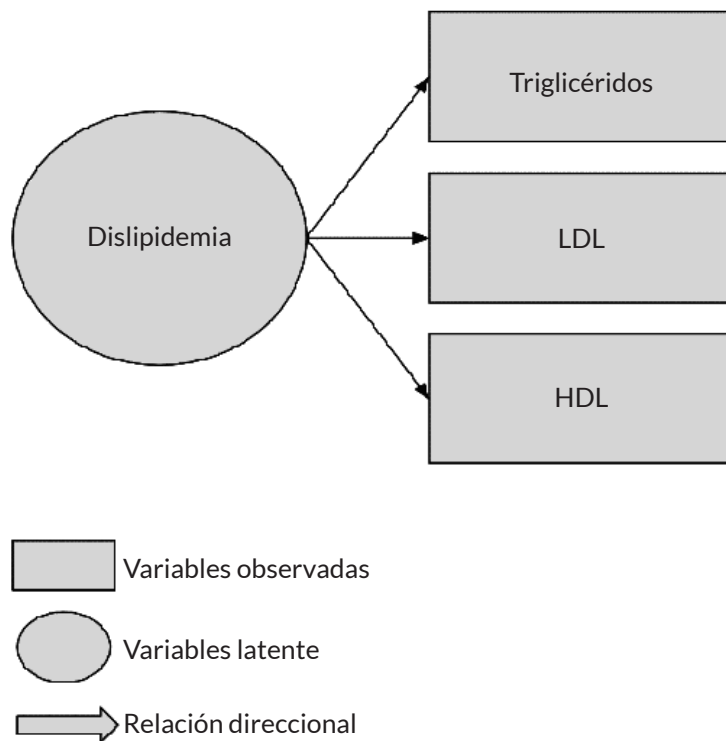 Triglicéridos
Dislipidemia
LDL
HDL
Variables observadas
Variables latente
Relación direccional